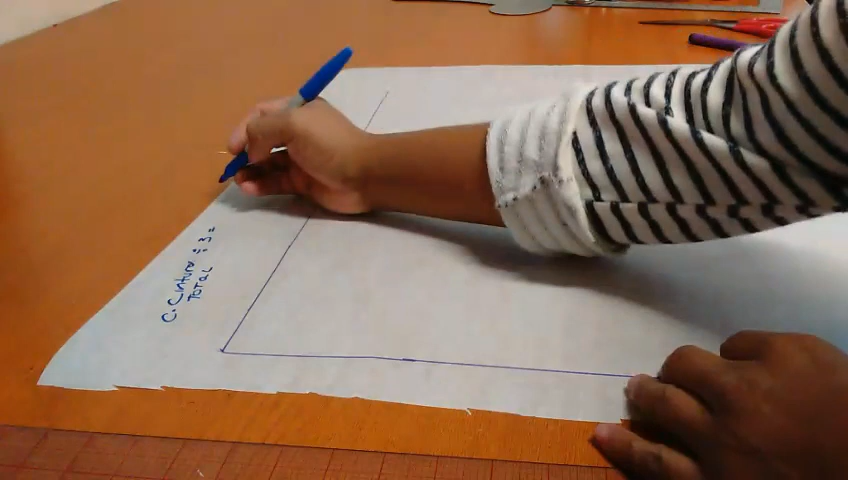 C. Cintura ÷ 3 =
TOTAL